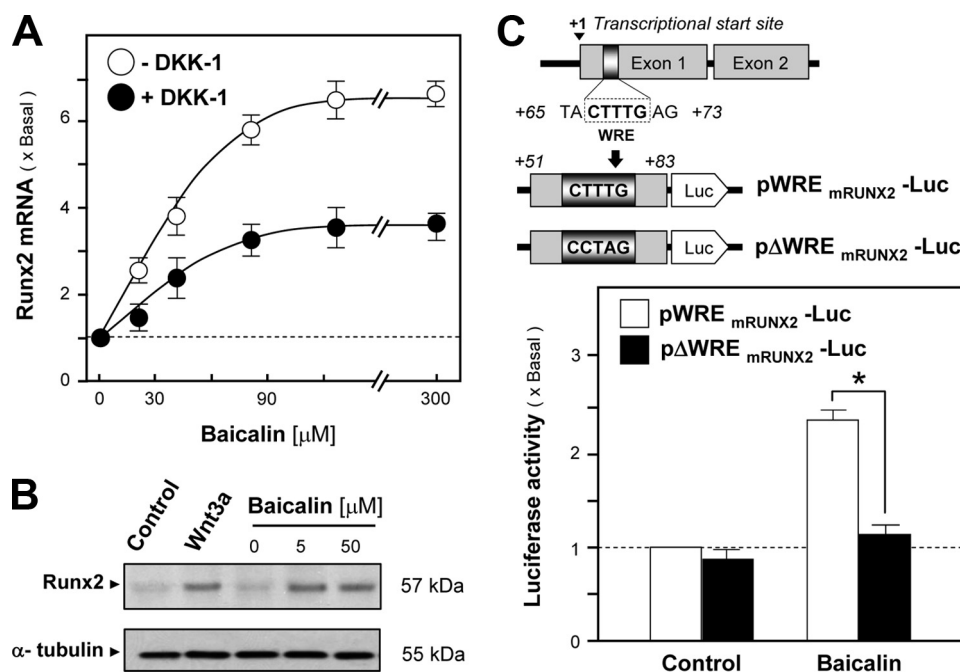 A
- DKK-1
+ DKK-1
Runx2 mRNA ( x Basal )
6
4
2
0
0 30 90 300
Baicalin [µM]
B
Control
Wnt3a
Baicalin [µM]
0 5 50
Runx2
57 kDa
α- tubulin
55 kDa
C
+1 Transcriptional start site
Exon 1 Exon 2
+65 TA CTTTG AG +73
WRE
+51 +83
CTTTG Luc pWRE mRUNX2 -Luc
CCTAG Luc p∆WRE mRUNX2 -Luc
pWRE mRUNX2 -Luc
p∆WRE mRUNX2 -Luc
Luciferase activity ( x Basal )
3
2
1
0
*
Control Baicalin